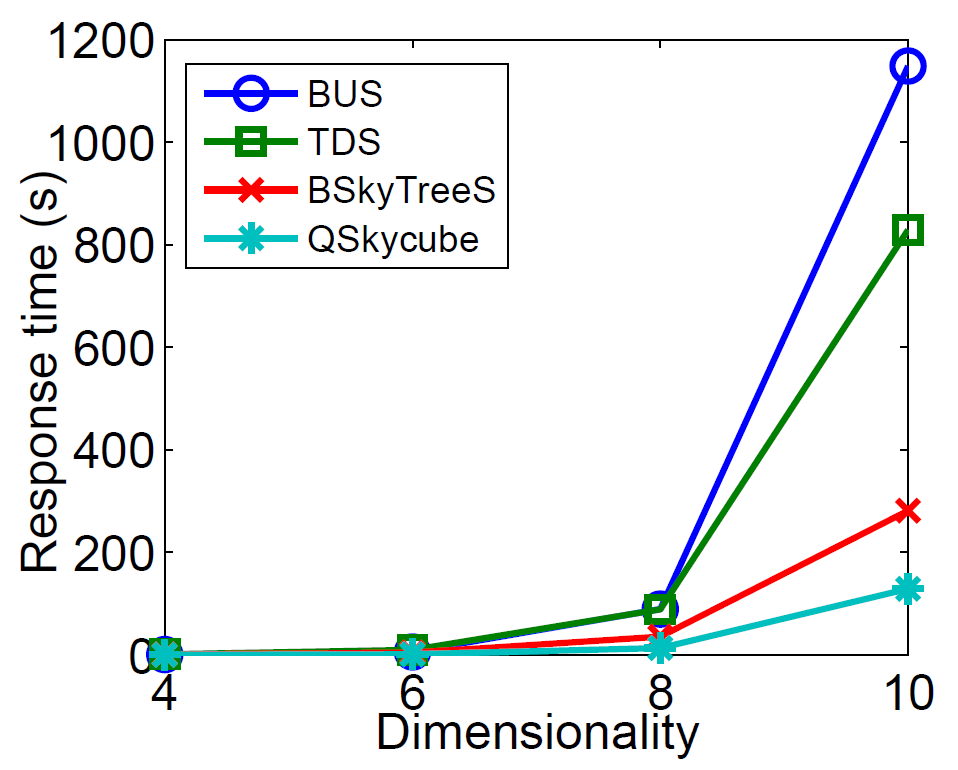 1200
1000
800
600
400
200
0
Response time (s)
BUS
TDS
BSkyTreeS
QSkycube
4 6 8 10
Dimensionality